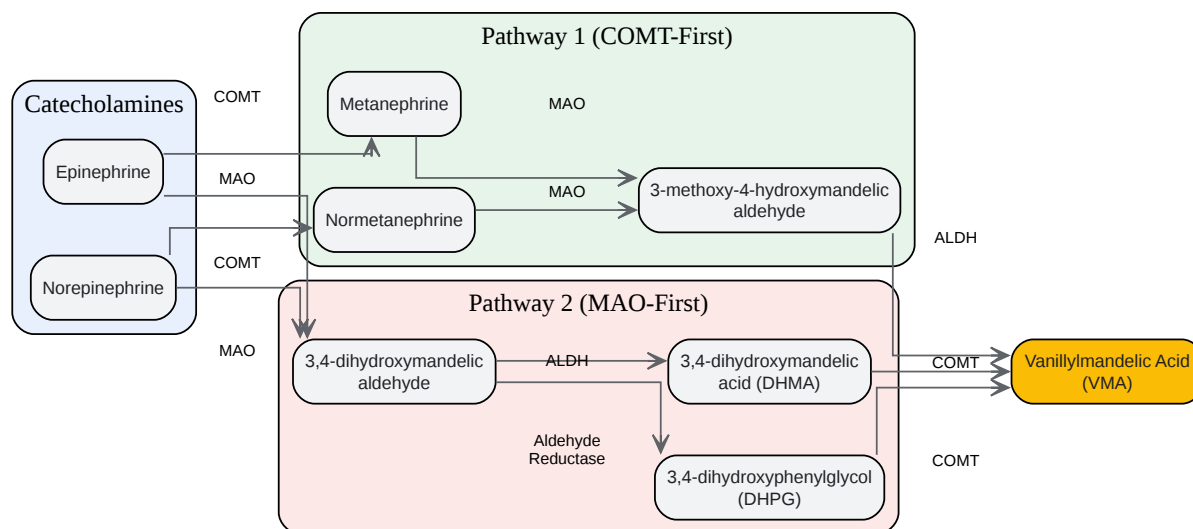 Pathway 1 (COMT-First)
COMT
Metanephrine
MAO
Catecholamines
Epinephrine
MAO
MAO
3-methoxy-4-hydroxymandelic
aldehyde
Normetanephrine
ALDH
COMT
Norepinephrine
Pathway 2 (MAO-First)
MAO
3,4-dihydroxymandelic
aldehyde
ALDH
3,4-dihydroxymandelic
acid (DHMA)
COMT
Vanillylmandelic Acid
(VMA)
Aldehyde
Reductase
3,4-dihydroxyphenylglycol
(DHPG)
COMT